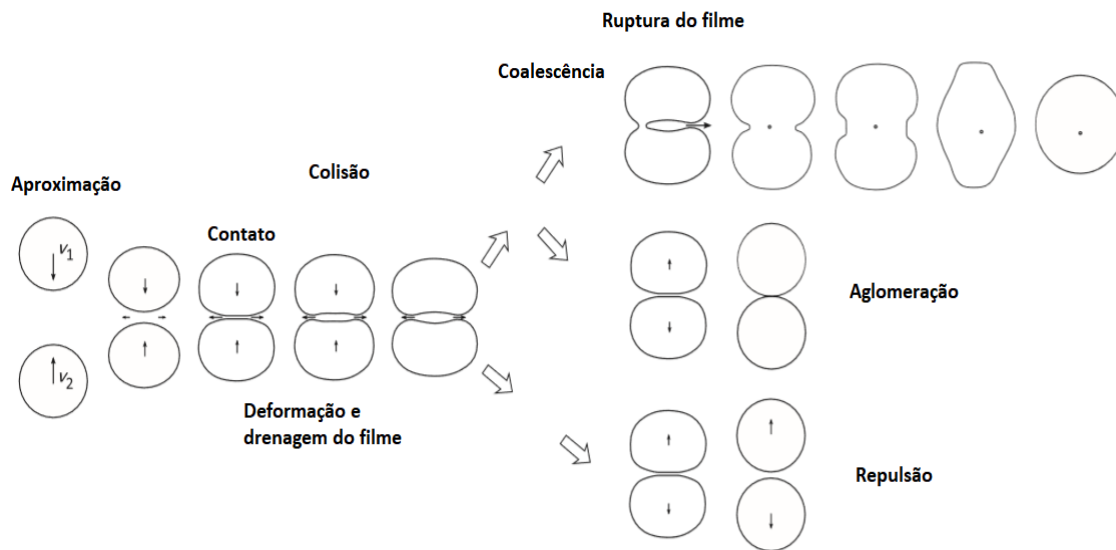 Ruptura do filme
Coalescência
Colisão
Aproximação
v1
Contato
Aglomeração
v2
Deformação e
drenagem do filme
Repulsão